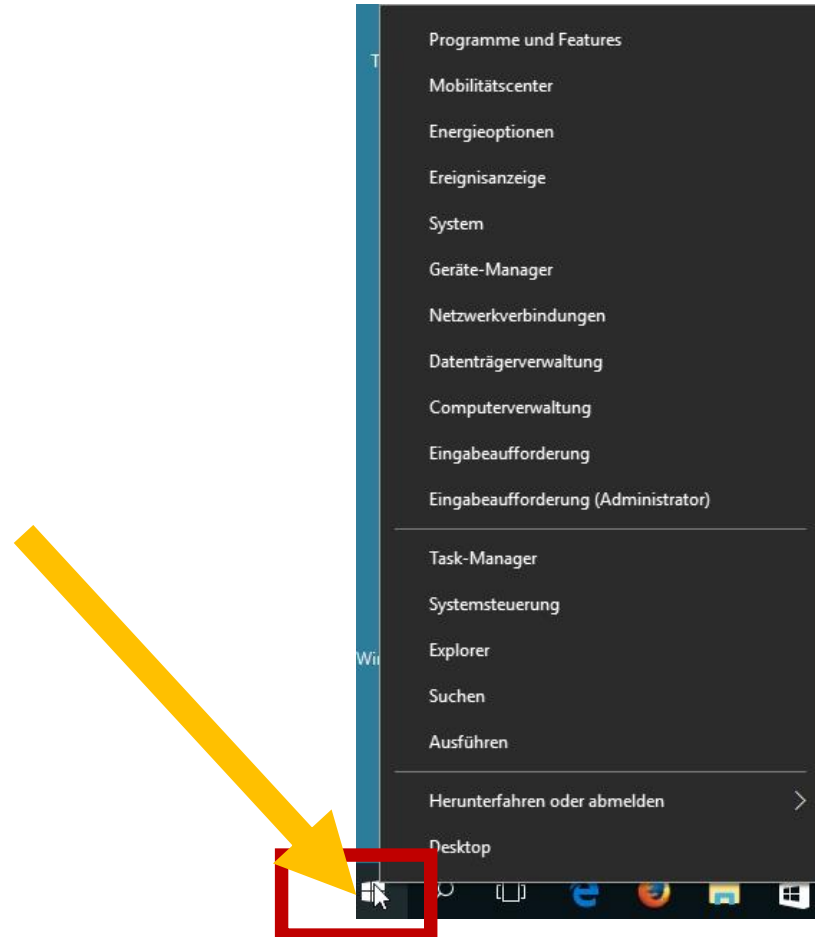 Programme und Features
T
Mobilitätscenter
Energieoptionen
Ereignisanzeige
System
Geräte-Manager
Netzwerkverbindungen
Datenträgerverwaltung
Computerverwaltung
Eingabeaufforderung
Eingabeaufforderung (Administrator)
Task-Manager
Systemsteuerung
Explorer
Suchen
Ausführen
Herunterfahren oder abmelden
Desktop